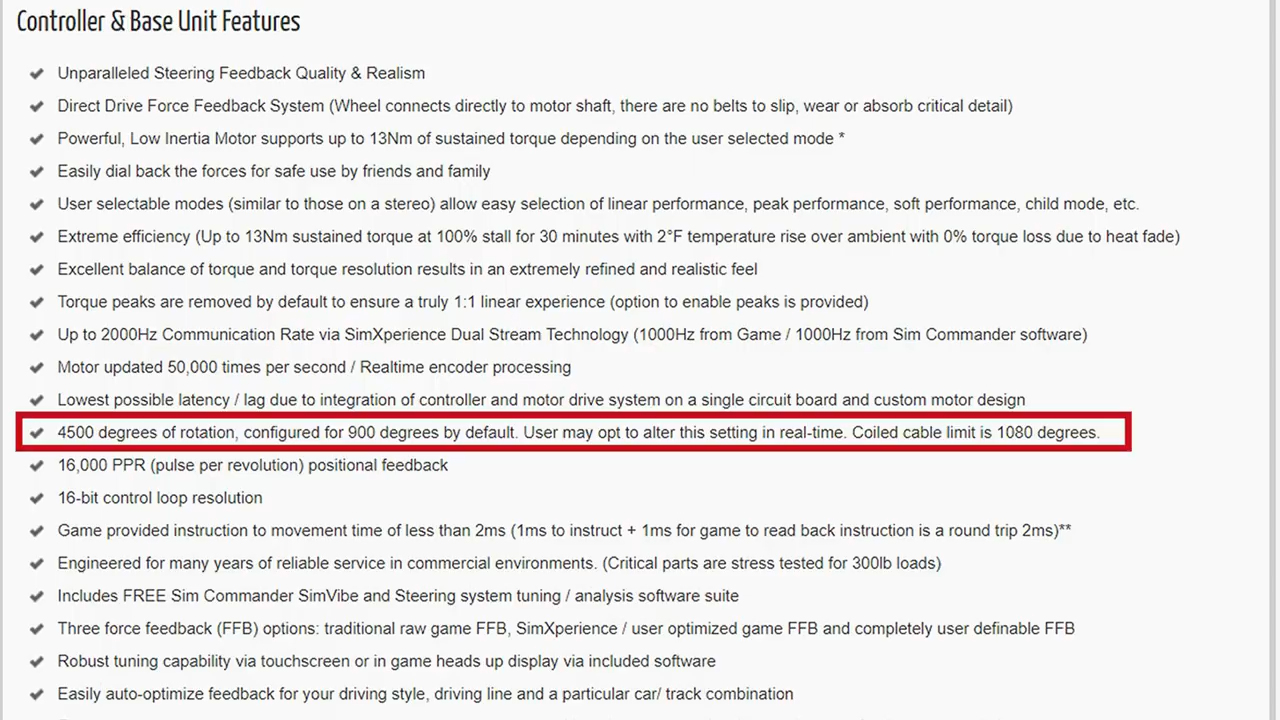 Controller & Base Unit Features
Unparalleled Steering Feedback Quality & Realism
Direct Drive Force Feedback System (Wheel connects directly to motor shaft, there are no belts to slip, wear or absorb critical detail)
Powerful, Low Inertia Motor supports up to 13Nm of sustained torque depending on the user selected mode *
Easily dial back the forces for safe use by friends and family
User selectable modes (similar to those on a stereo) allow easy selection of linear performance, peak performance, soft performance, child mode, etc.
Extreme efficiency (Up to 13Nm sustained torque at 100% stall for 30 minutes with 2°F temperature rise over ambient with 0% torque loss due to heat fade)
Excellent balance of torque and torque resolution results in an extremely refined and realistic feel
Torque peaks are removed by default to ensure a truly 1:1 linear experience (option to enable peaks is provided)
Up to 2000Hz Communication Rate via SimXperience Dual Stream Technology (1000Hz from Game / 1000Hz from Sim Commander software)
Motor updated 50,000 times per second / Realtime encoder processing
Lowest possible latency / lag due to integration of controller and motor drive system on a single circuit board and custom motor design
4500 degrees of rotation, configured for 900 degrees by default. User may opt to alter this setting in real-time. Coiled cable limit is 1080 degrees.
16,000 PPR (pulse per revolution) positional feedback
16-bit control loop resolution
Game provided instruction to movement time of less than 2ms (1ms to instruct + 1ms for game to read back instruction is a round trip 2ms)**
Engineered for many years of reliable service in commercial environments. (Critical parts are stress tested for 300lb loads)
Includes FREE Sim Commander SimVibe and Steering system tuning / analysis software suite
Three force feedback (FFB) options: traditional raw game FFB, SimXperience / user optimized game FFB and completely user definable FFB
Robust tuning capability via touchscreen or in game heads up display via included software
Easily auto-optimize feedback for your driving style, driving line and a particular car/ track combination